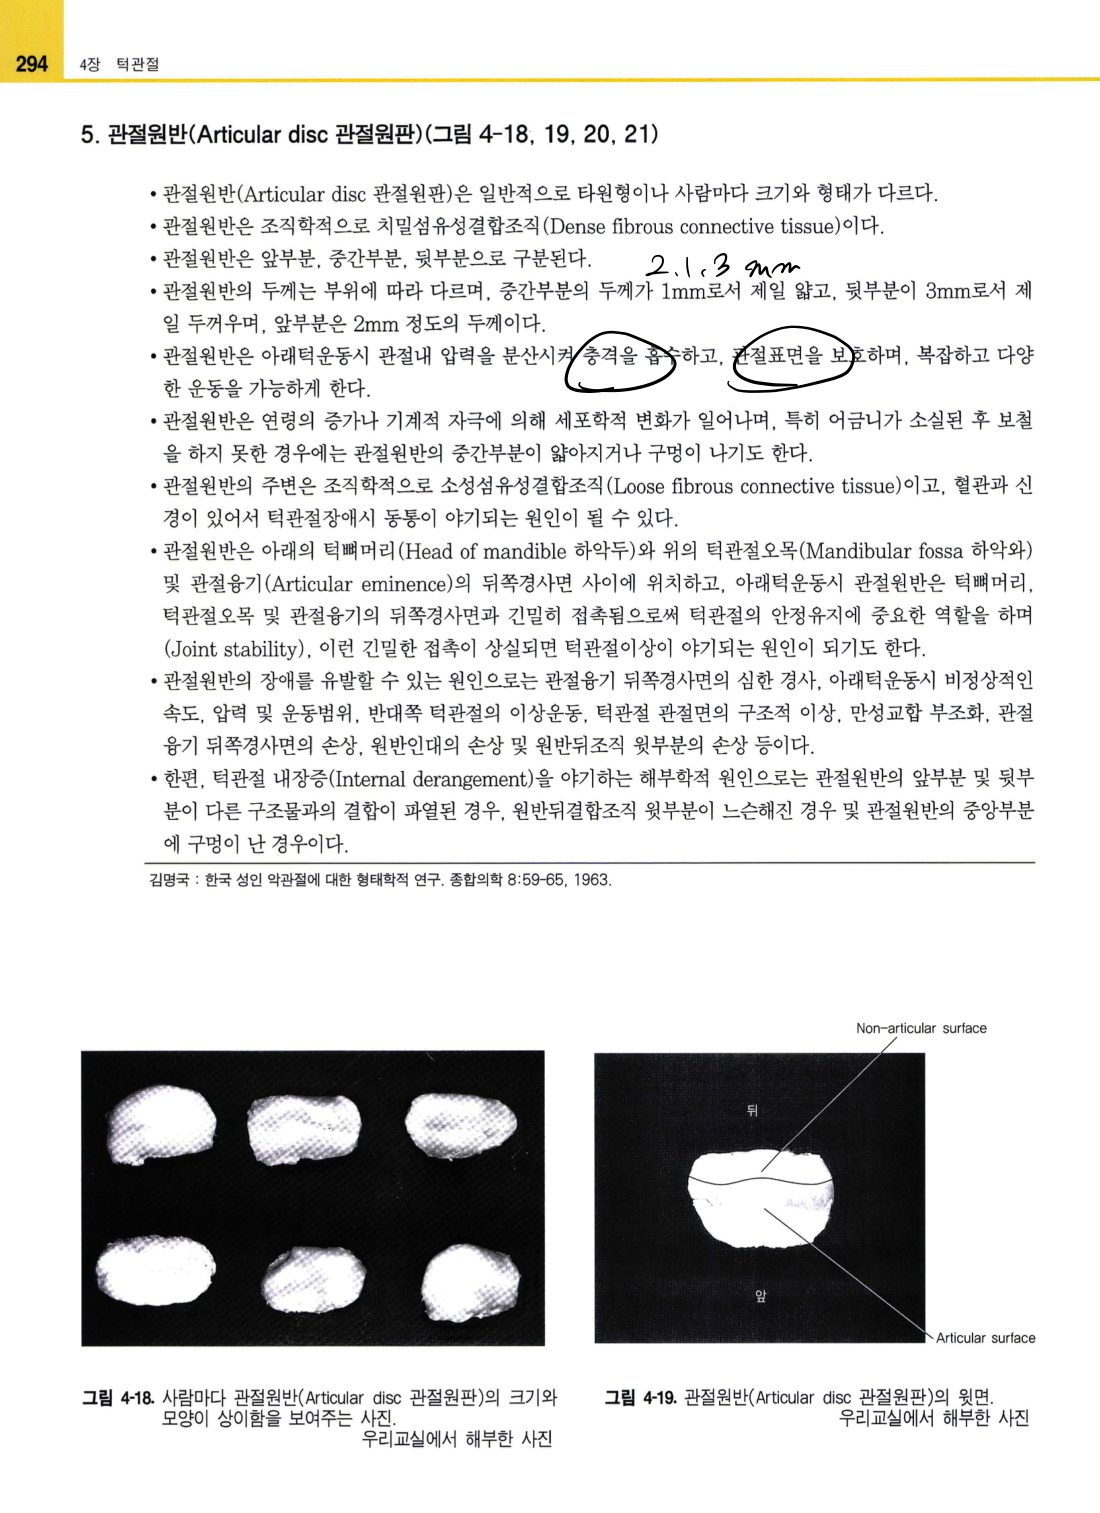 294 4장 턱관절
5. 관절원반(Articular disc 관절원판)(그림 4-18, 19, 20, 21)
• 관절원반(Articular disc 관절원판)은 일반적으로 타원형이나 사람마다 크기와 형태가 다르다.
• 관절원반은 조직학적으로 치밀섬유성결합조직(Dense fibrous connective tissue)이다.
• 관절원반은 앞부분, 중간부분, 뒷부분으로 구분된다.
2.1.3 mm
• 관절원반의 두께는 부위에 따라 다르며, 중간부분의 두께가 1mm로서 제일 얇고, 뒷부분이 3mm로서 제
일 두꺼우며, 앞부분은 2mm 정도의 두께이다.
• 관절원반은 아래턱운동시 관절내 압력을 분산시켜 충격을 흡수하고, 관절표면을 보호하며, 복잡하고 다양
한 운동을 가능하게 한다.
• 관절원반은 연령의 증가나 기계적 자극에 의해 세포학적 변화가 일어나며, 특히 어금니가 소실된 후 보철
을 하지 못한 경우에는 관절원반의 중간부분이 얇아지거나 구멍이 나기도 한다.
• 관절원반의 주변은 조직학적으로 소성섬유성결합조직(Loose fibrous connective tissue)이고, 혈관과 신
경이 있어서 턱관절장애시 동통이 야기되는 원인이 될 수 있다.
• 관절원반은 아래의 턱뼈머리(Head of mandible 하악두)와 위의 턱관절오목(Mandibular fossa 하악와)
및 관절융기(Articular eminence)의 뒤쪽경사면 사이에 위치하고, 아래턱운동시 관절원반은 턱뼈머리,
턱관절오목 및 관절융기의 뒤쪽경사면과 긴밀히 접촉됨으로써 턱관절의 안정유지에 중요한 역할을 하며
(Joint stability), 이런 긴밀한 접촉이 상실되면 턱관절이상이 야기되는 원인이 되기도 한다.
• 관절원반의 장애를 유발할 수 있는 원인으로는 관절융기 뒤쪽경사면의 심한 경사, 아래턱운동시 비정상적인
속도, 압력 및 운동범위, 반대쪽 턱관절의 이상운동, 턱관절 관절면의 구조적 이상, 만성교합 부조화, 관절
융기 뒤쪽경사면의 손상, 원반인대의 손상 및 원반뒤조직 윗부분의 손상 등이다.
• 한편, 턱관절 내장증(Internal derangement)을 야기하는 해부학적 원인으로는 관절원반의 앞부분 및 뒷부
분이 다른 구조물과의 결합이 파열된 경우, 원반뒤결합조직 윗부분이 느슨해진 경우 및 관절원반의 중앙부분
에 구멍이 난 경우이다.
김명국 : 한국 성인 악관절에 대한 형태학적 연구. 종합의학 8:59-65, 1963.
Non-articular surface
뒤
앞
Articular surface
그림 4-18. 사람마다 관절원반(Articular disc 관절원판)의 크기와
모양이 상이함을 보여주는 사진.
우리교실에서 해부한 사진
그림 4-19. 관절원반(Articular disc 관절원판)의 윗면.
우리교실에서 해부한 사진